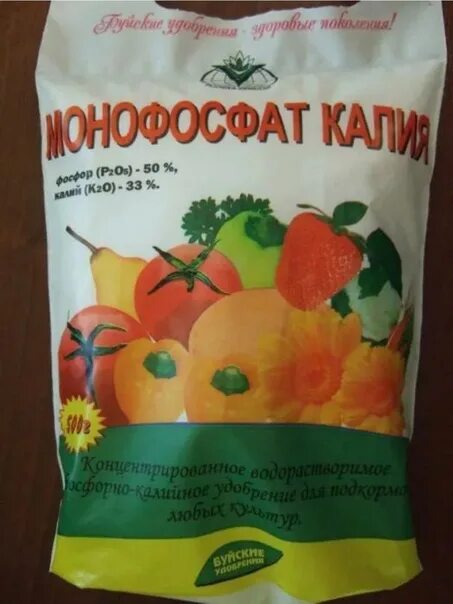 Буйские удобрения - здоровые поколения!
МОНОФОСФАТ КАЛИЯ
фосфор (P2O5) - 50 %,
калий (K2O) - 33 %.
500г
Концентрированное водорастворимое
фосфорно-калийное удобрение для подкормки
любых культур.
БУЙСКИЕ
УДОБРЕНИЯ